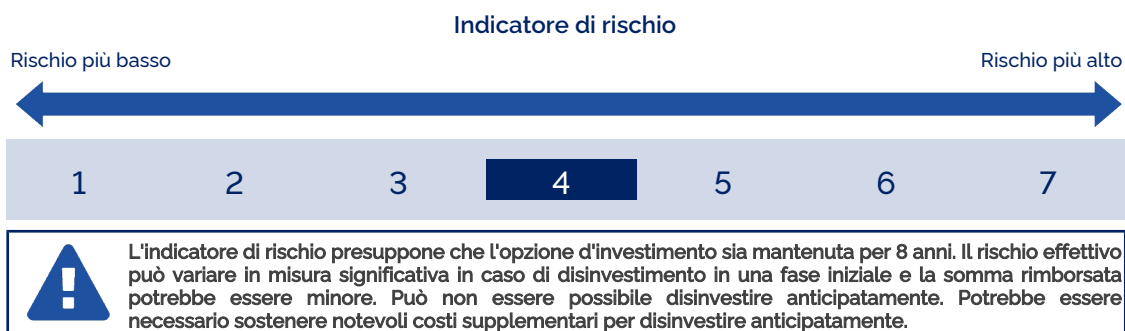 Indicatore di rischio
Rischio più basso
Rischio più alto
1 2 3 4 5 6 7
L'indicatore di rischio presuppone che l'opzione d'investimento sia mantenuta per 8 anni. Il rischio effettivo
può variare in misura significativa in caso di disinvestimento in una fase iniziale e la somma rimborsata
potrebbe essere minore. Può non essere possibile disinvestire anticipatamente. Potrebbe essere
necessario sostenere notevoli costi supplementari per disinvestire anticipatamente.